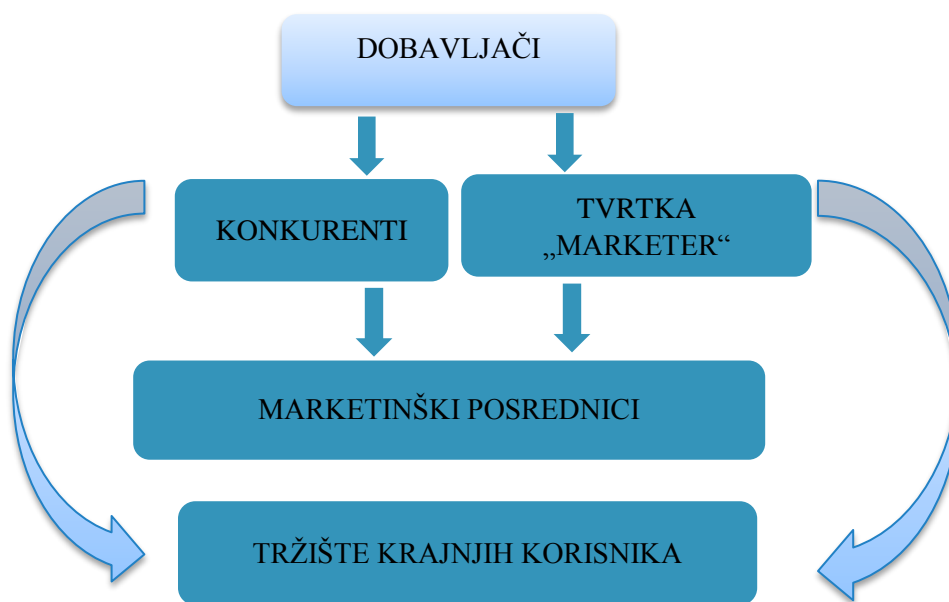 DOBAVLJAČI
KONKURENTI
TVRTKA
„MARKETER“
MARKETINŠKI POSREDNICI
TRŽIŠTE KRAJNJIH KORISNIKA